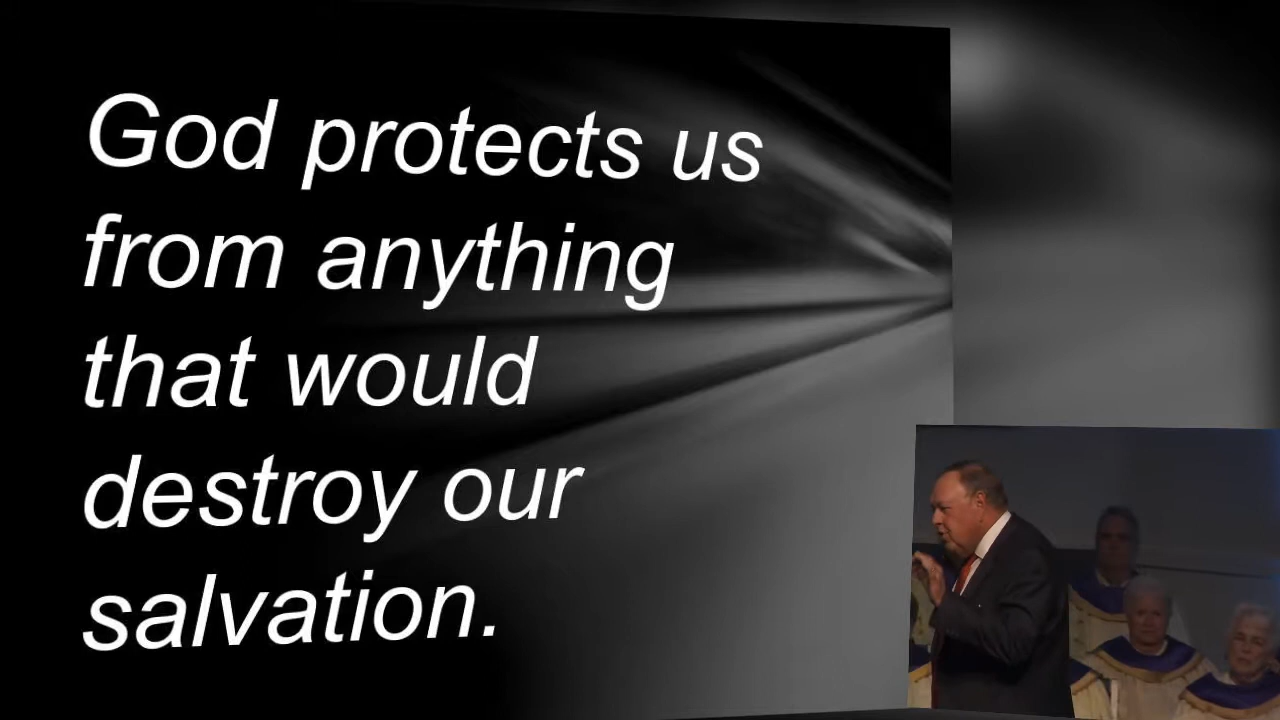 God protects us
from anything
that would
destroy our
salvation.